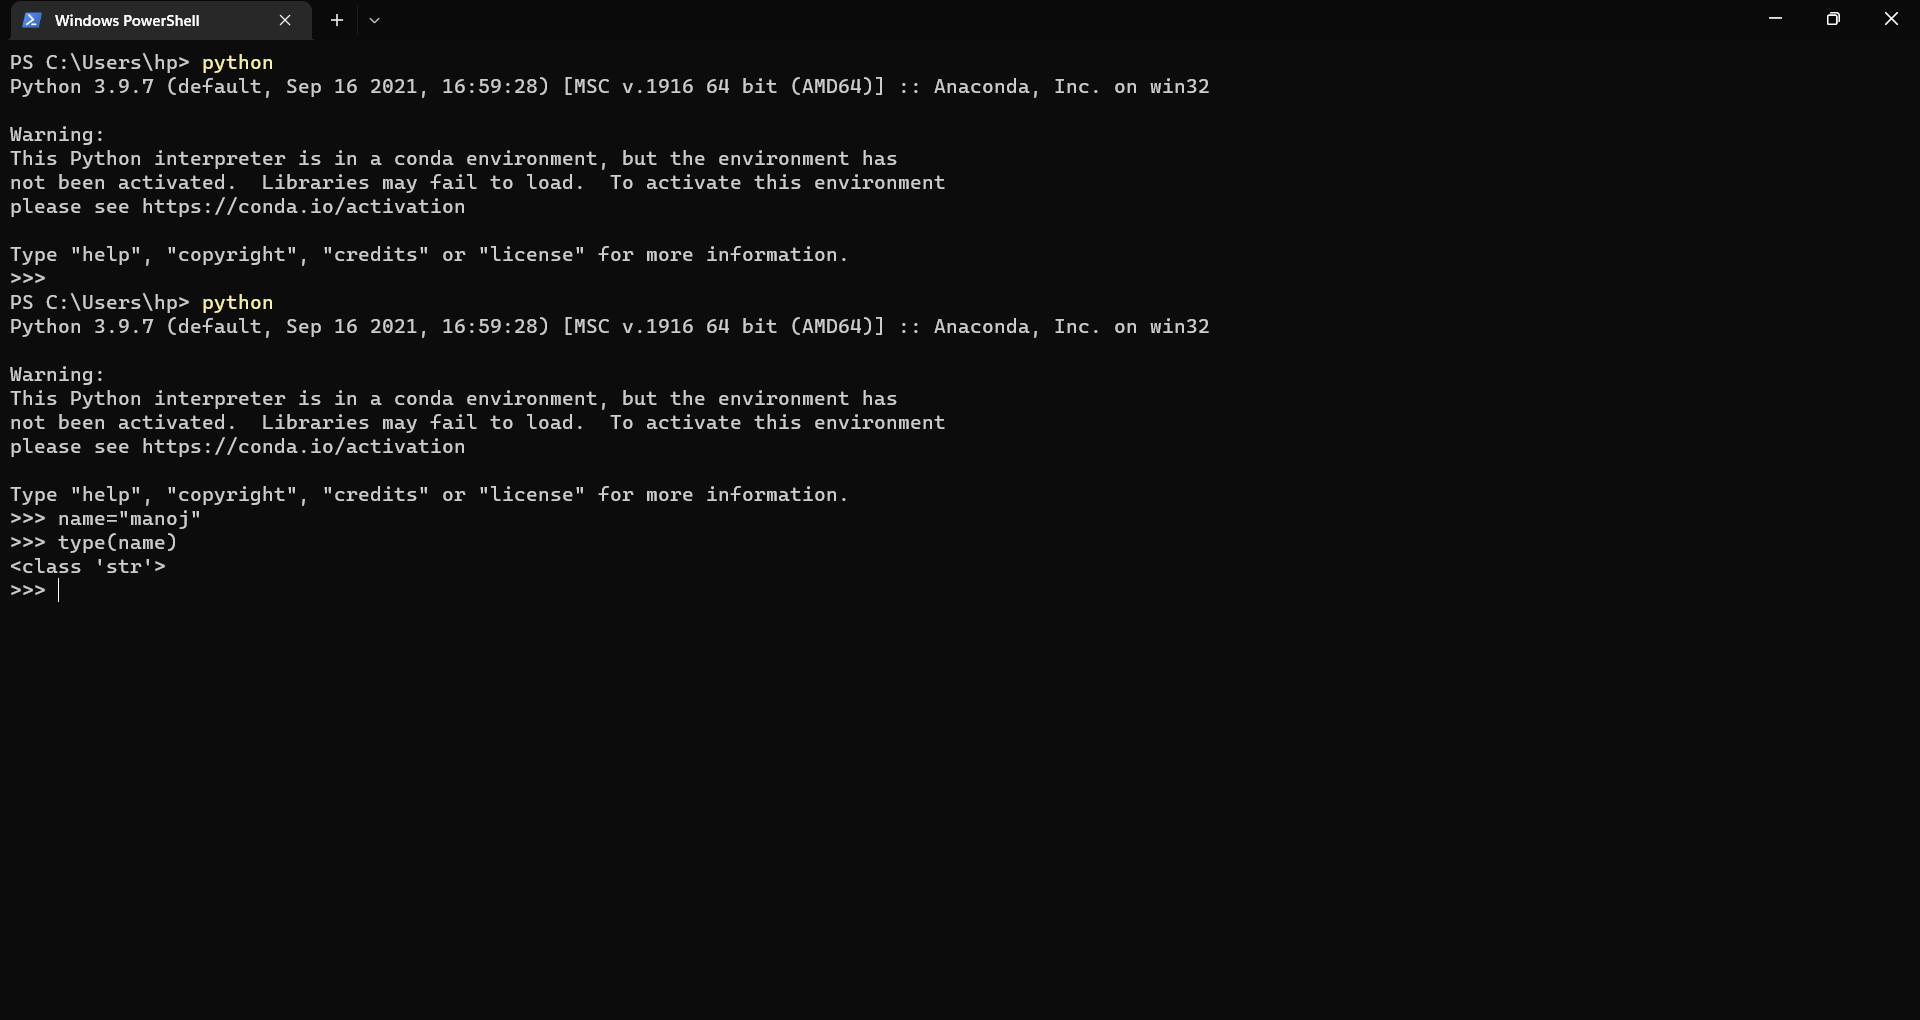 Windows PowerShell
PS C:\Users\hp> python
Python 3.9.7 (default, Sep 16 2021, 16:59:28) [MSC v.1916 64 bit (AMD64)] :: Anaconda, Inc. on win32
Warning:
This Python interpreter is in a conda environment, but the environment has
not been activated.  Libraries may fail to load.  To activate this environment
please see https://conda.io/activation
Type "help", "copyright", "credits" or "license" for more information.
>>>
PS C:\Users\hp> python
Python 3.9.7 (default, Sep 16 2021, 16:59:28) [MSC v.1916 64 bit (AMD64)] :: Anaconda, Inc. on win32
Warning:
This Python interpreter is in a conda environment, but the environment has
not been activated.  Libraries may fail to load.  To activate this environment
please see https://conda.io/activation
Type "help", "copyright", "credits" or "license" for more information.
>>> name="manoj"
>>> type(name)
<class 'str'>
>>>